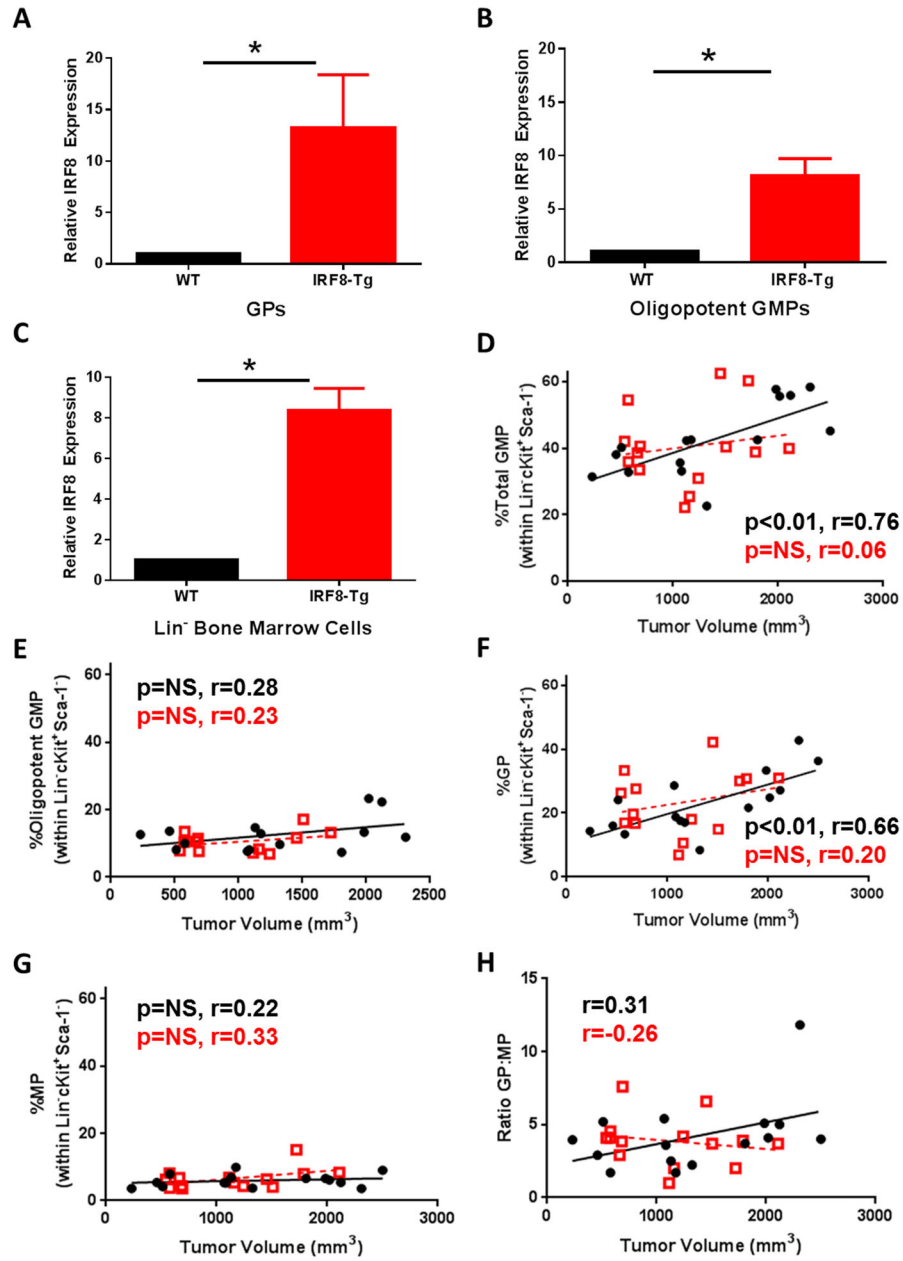 A
Relative IRF8 Expression
20
15
10
5
0
*
WT
IRF8-Tg
GPs
B
Relative IRF8 Expression
20
15
10
5
0
*
WT
IRF8-Tg
Oligopotent GMPs
C
Relative IRF8 Expression
10
8
6
4
2
0
*
WT
IRF8-Tg
Lin⁻ Bone Marrow Cells
D
%Total GMP
(within Lin⁻cKit⁺Sca-1⁻)
60
40
20
0
p<0.01, r=0.76
p=NS, r=0.06
0 1000 2000 3000
Tumor Volume (mm³)
E
%Oligopotent GMP
(within Lin⁻cKit⁺Sca-1⁻)
60
40
20
0
p=NS, r=0.28
p=NS, r=0.23
0 500 1000 1500 2000 2500
Tumor Volume (mm³)
F
%GP
(within Lin⁻cKit⁺Sca-1⁻)
60
40
20
0
p<0.01, r=0.66
p=NS, r=0.20
0 1000 2000 3000
Tumor Volume (mm³)
G
%MP
(within Lin⁻cKit⁺Sca-1⁻)
60
40
20
0
p=NS, r=0.22
p=NS, r=0.33
0 1000 2000 3000
Tumor Volume (mm³)
H
Ratio GP:MP
15
10
5
0
r=0.31
r=-0.26
0 1000 2000 3000
Tumor Volume (mm³)